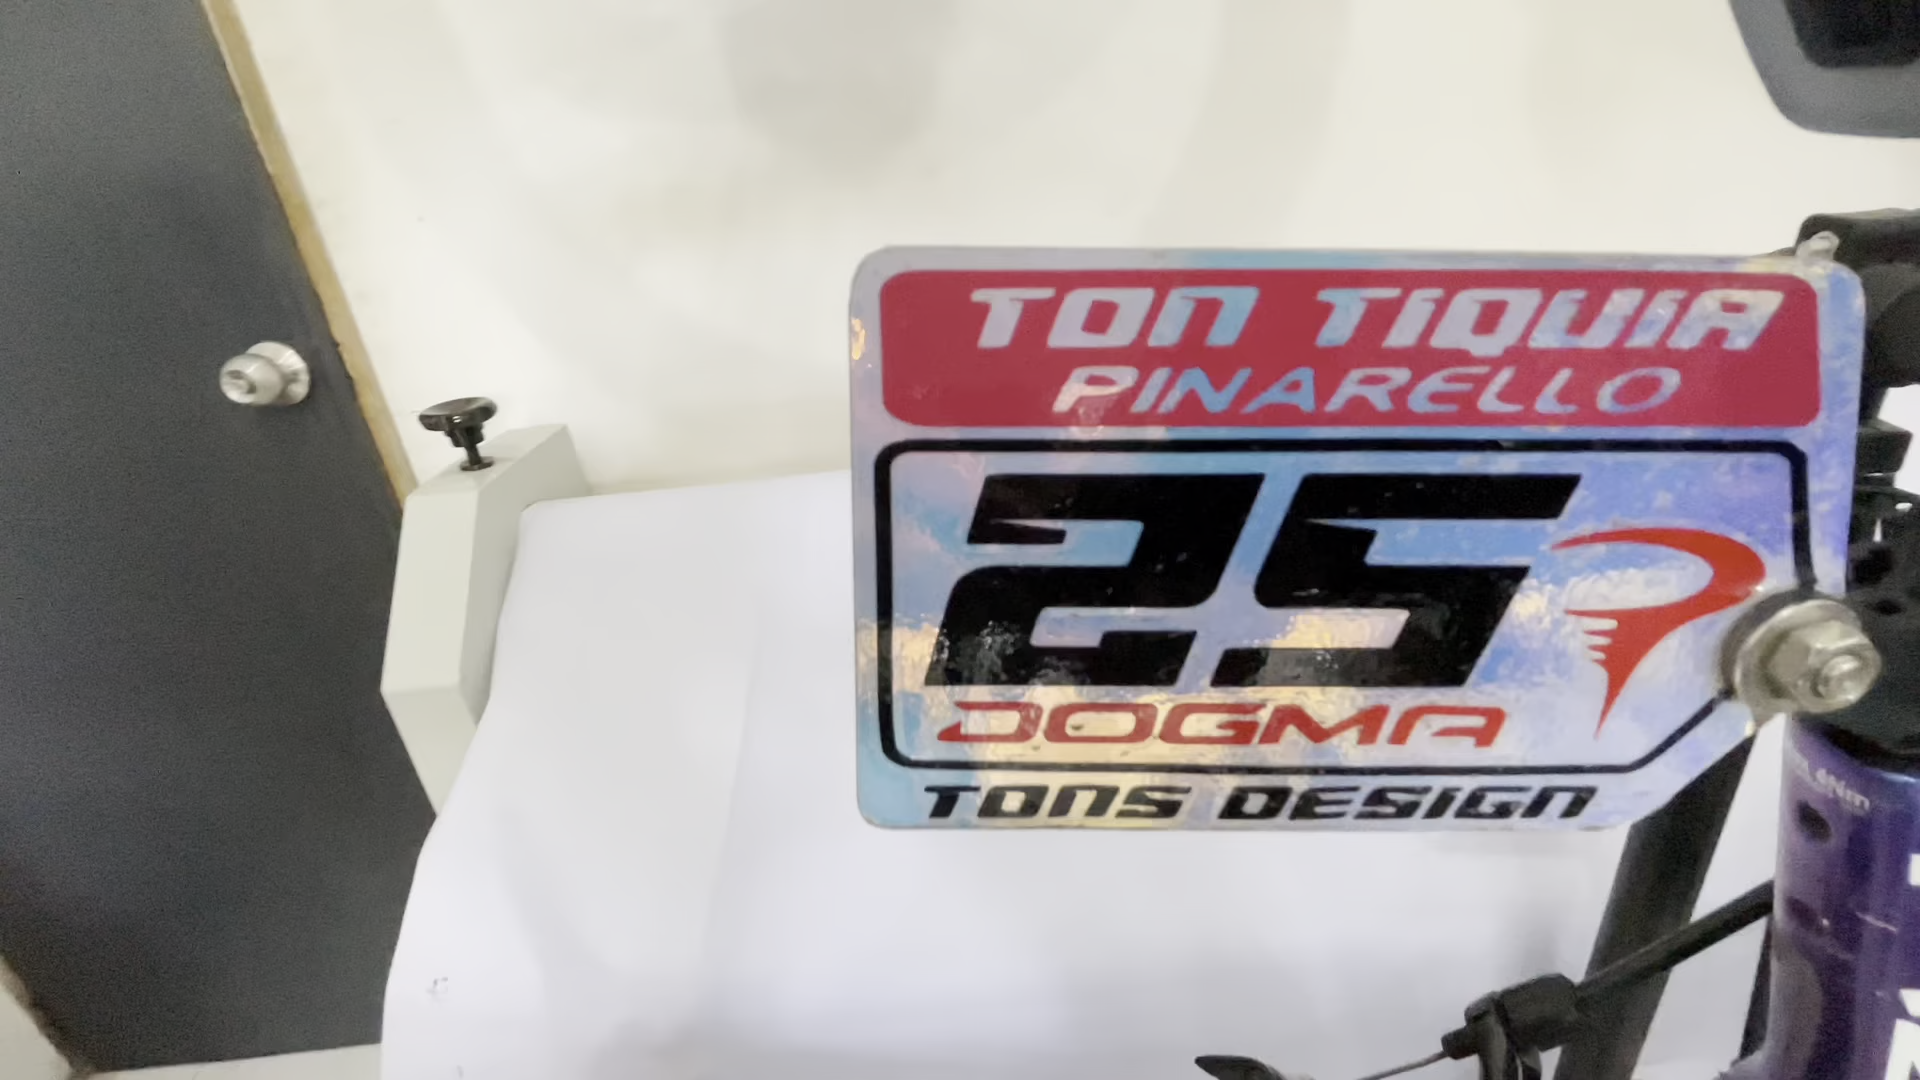 TON TIQUIA
PINARELLO
25
DOGMA
TONS DESIGN